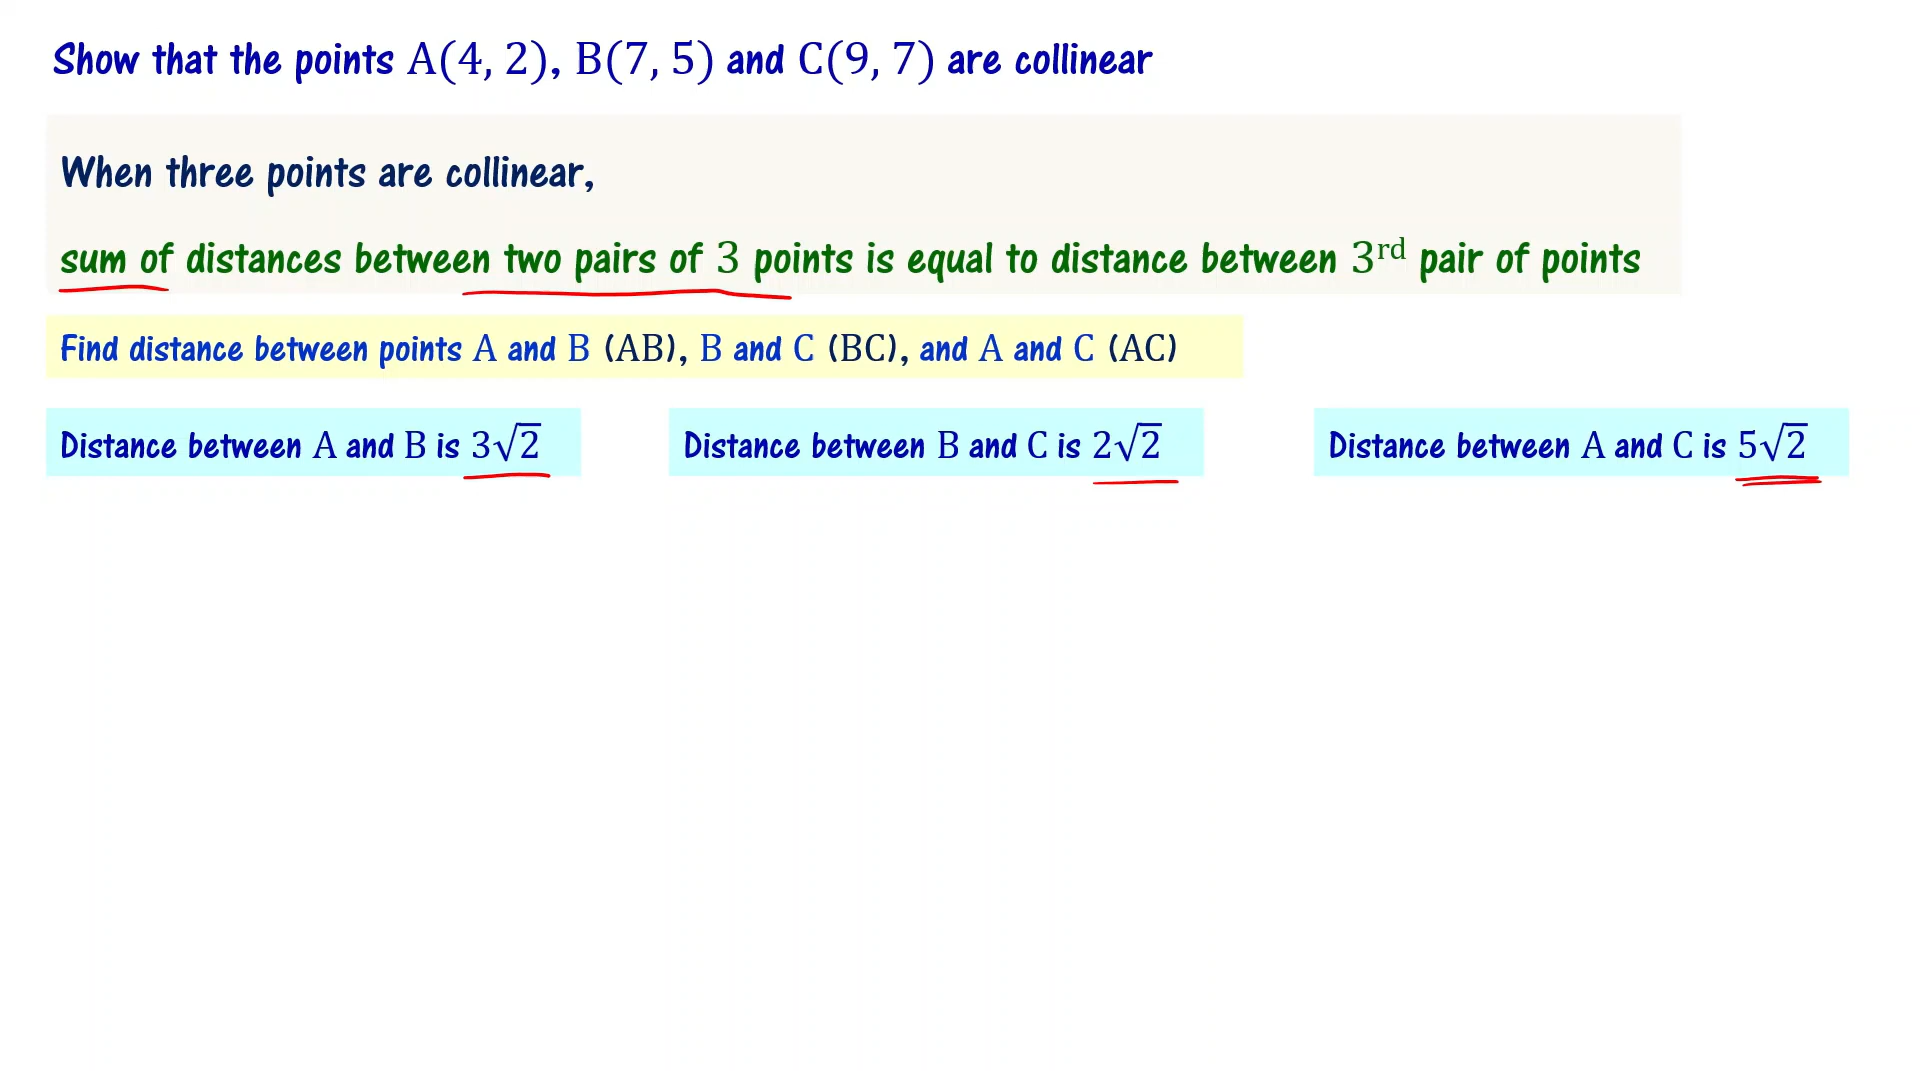 Show that the points A(4, 2), B(7, 5) and C(9, 7) are collinear
When three points are collinear,
sum of distances between two pairs of 3 points is equal to distance between 3rd pair of points
Find distance between points A and B (AB), B and C (BC), and A and C (AC)
Distance between A and B is 3√2
Distance between B and C is 2√2
Distance between A and C is 5√2